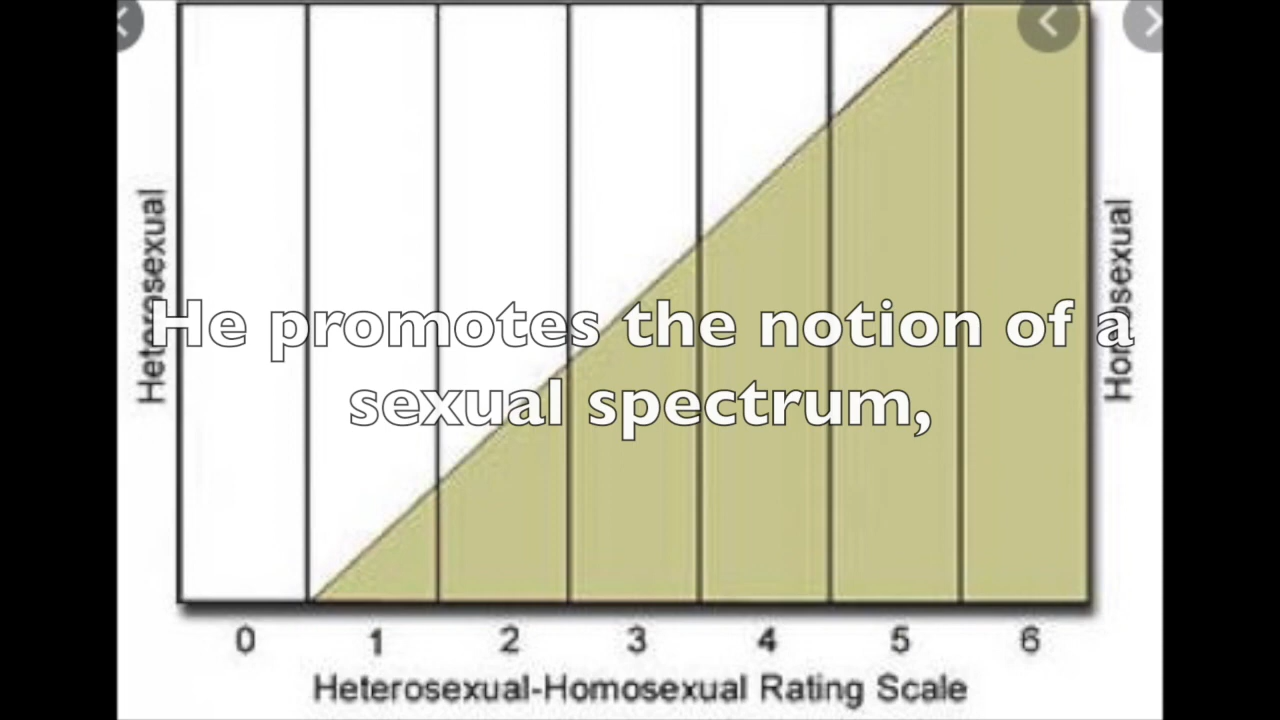 He promotes the notion of a
sexual spectrum,
Heterosexual
Homosexual
0 1 2 3 4 5 6
Heterosexual-Homosexual Rating Scale